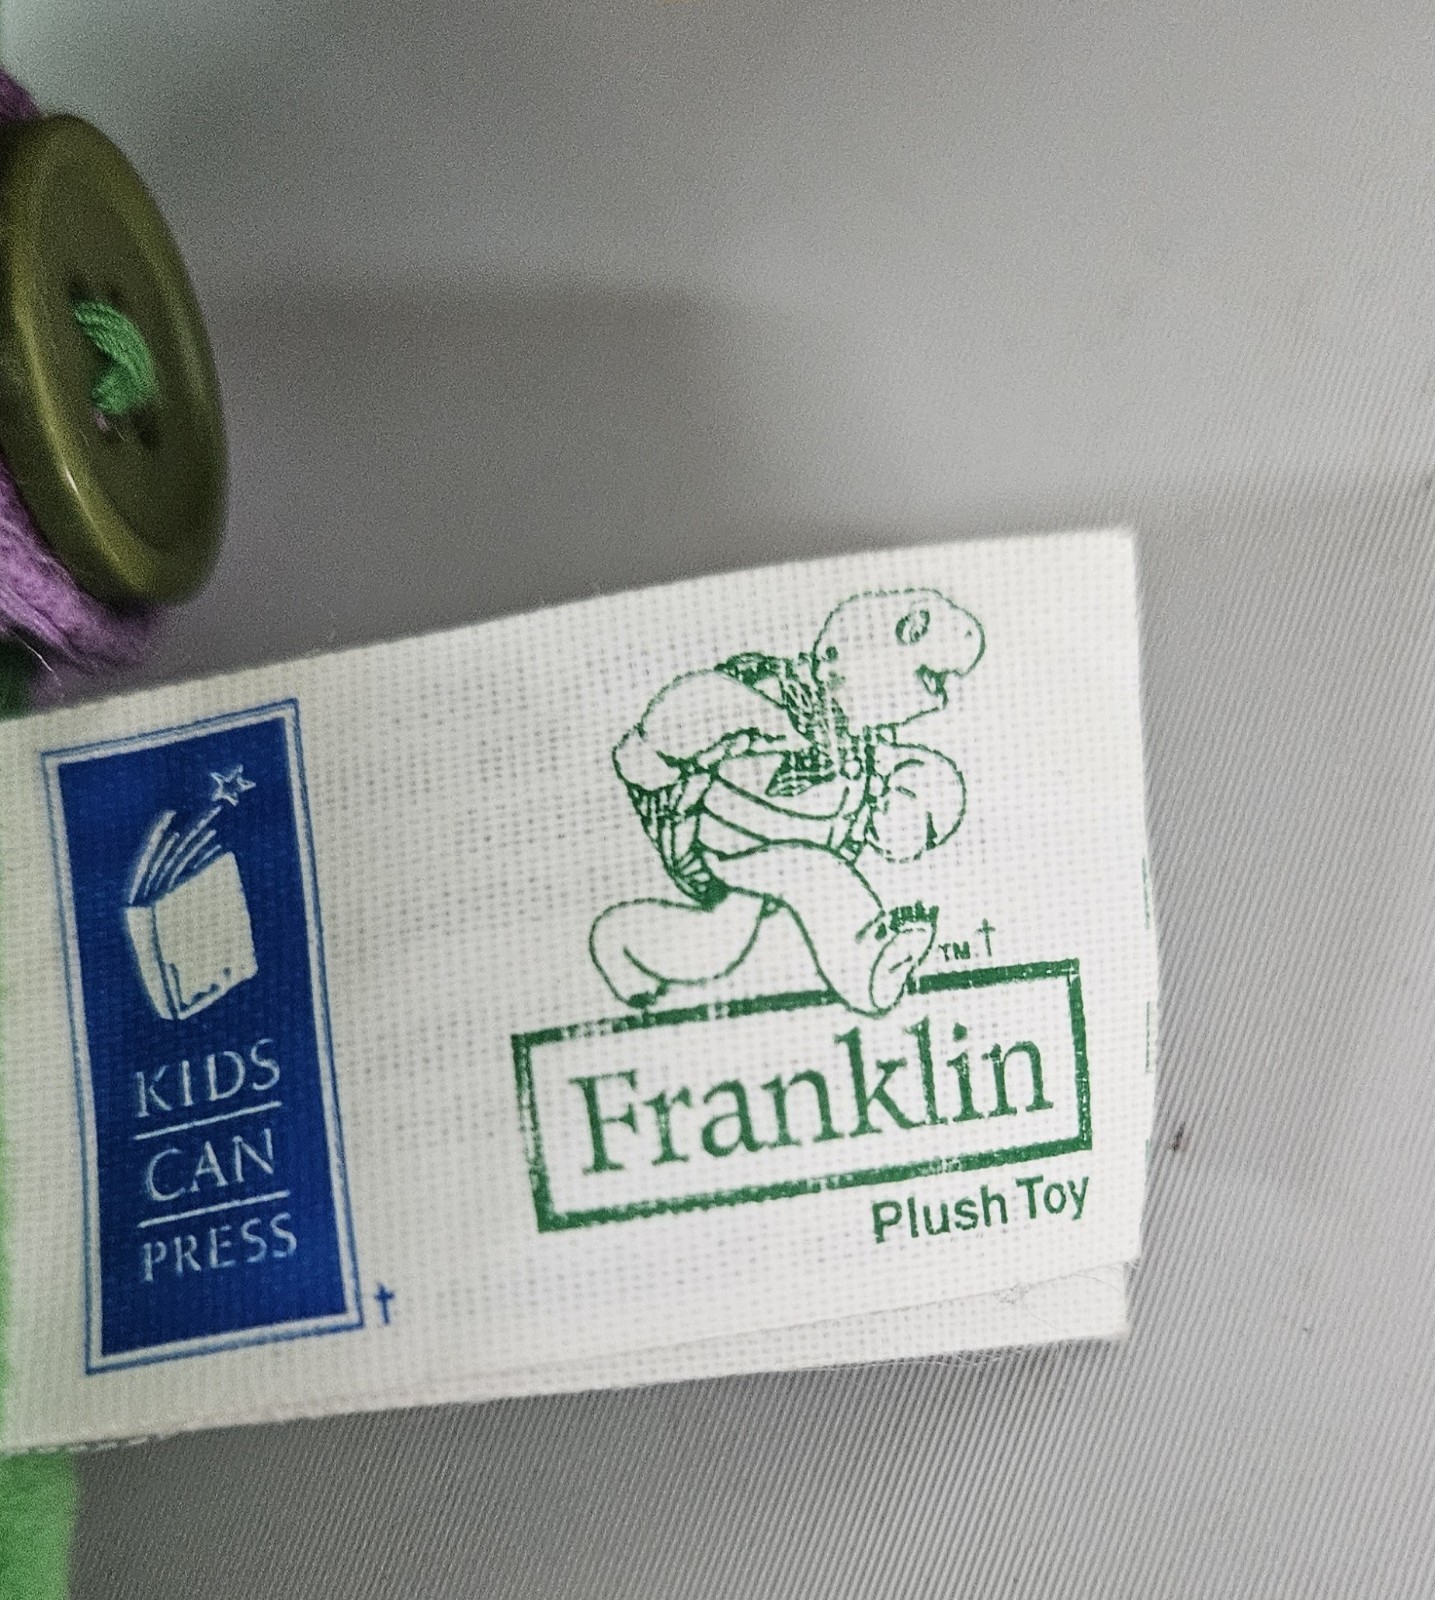 KIDS
CAN
PRESS
†
TM †
Franklin
Plush Toy